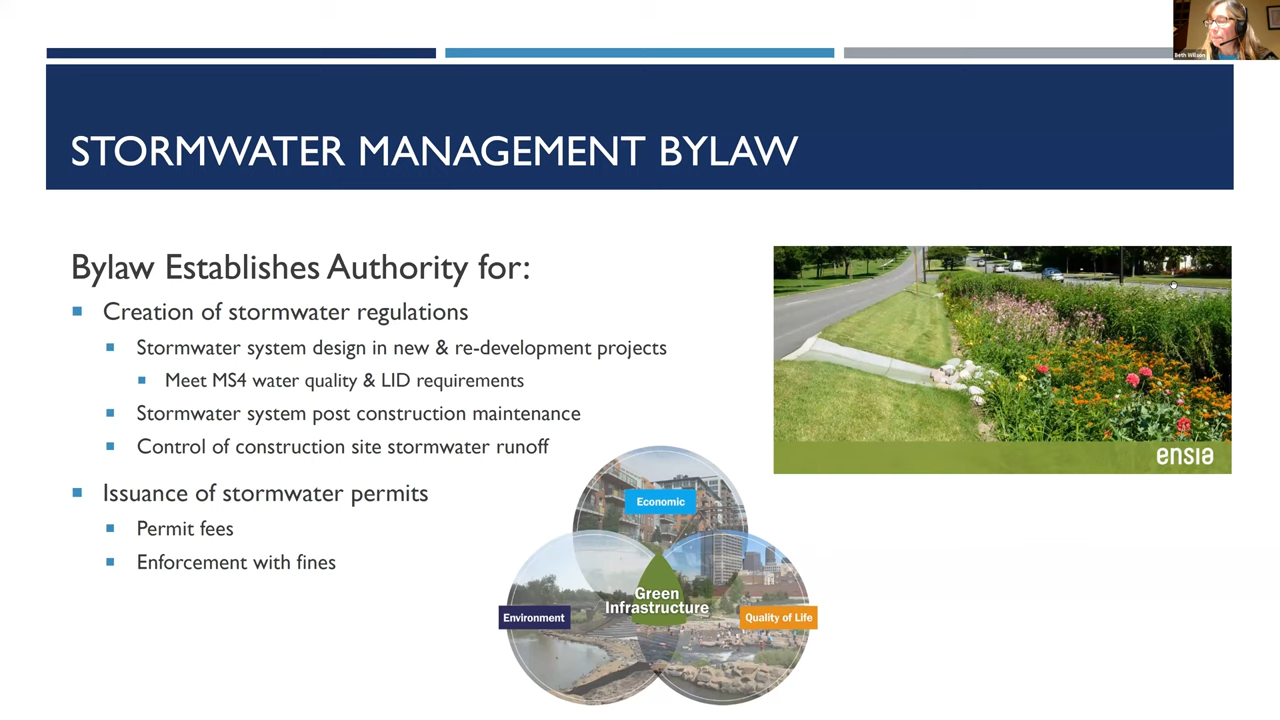 Beth Wilson
STORMWATER MANAGEMENT BYLAW
Bylaw Establishes Authority for:
Creation of stormwater regulations
Stormwater system design in new & re-development projects
Meet MS4 water quality & LID requirements
Stormwater system post construction maintenance
Control of construction site stormwater runoff
Issuance of stormwater permits
Permit fees
Enforcement with fines
ensia
Economic
Green
Infrastructure
Environment
Quality of Life